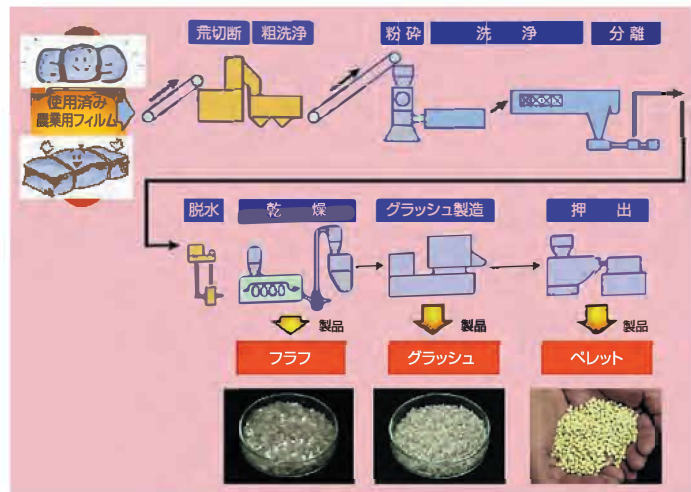 荒切断 粗洗浄 粉砕 洗浄 分離
使用済み
農業用フィルム
脱水 乾燥 グラッシュ製造 押出
製品 製品 製品
フラフ グラッシュ ペレット